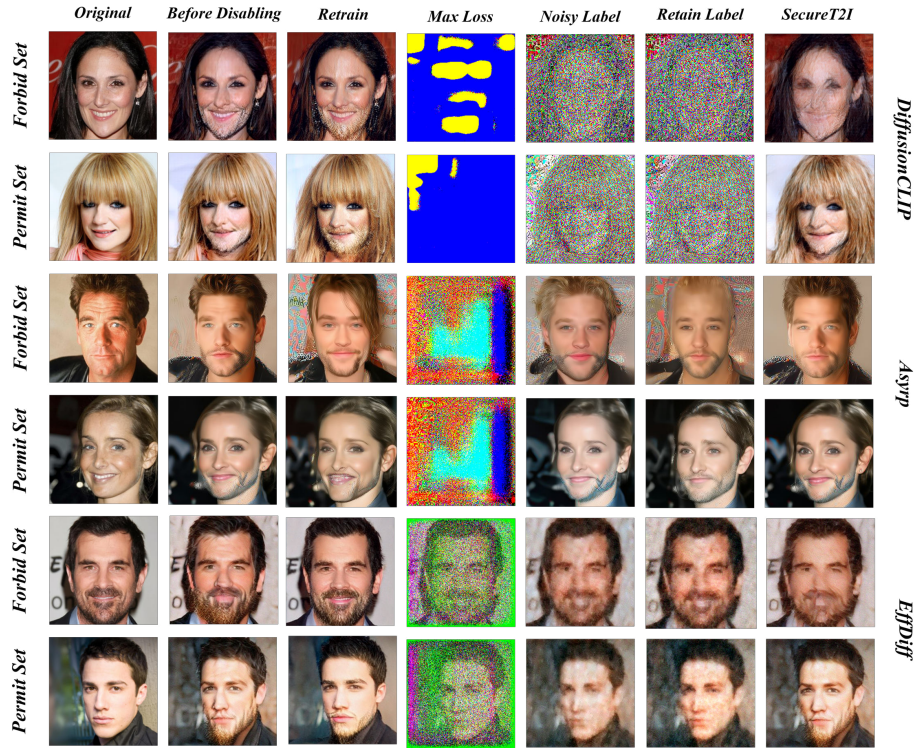 Original Before Disabling Retrain Max Loss Noisy Label Retain Label SecureT2I
Forbid Set
Permit Set
DiffusionCLIP
Forbid Set
Permit Set
Asyrp
Forbid Set
Permit Set
EffDiff